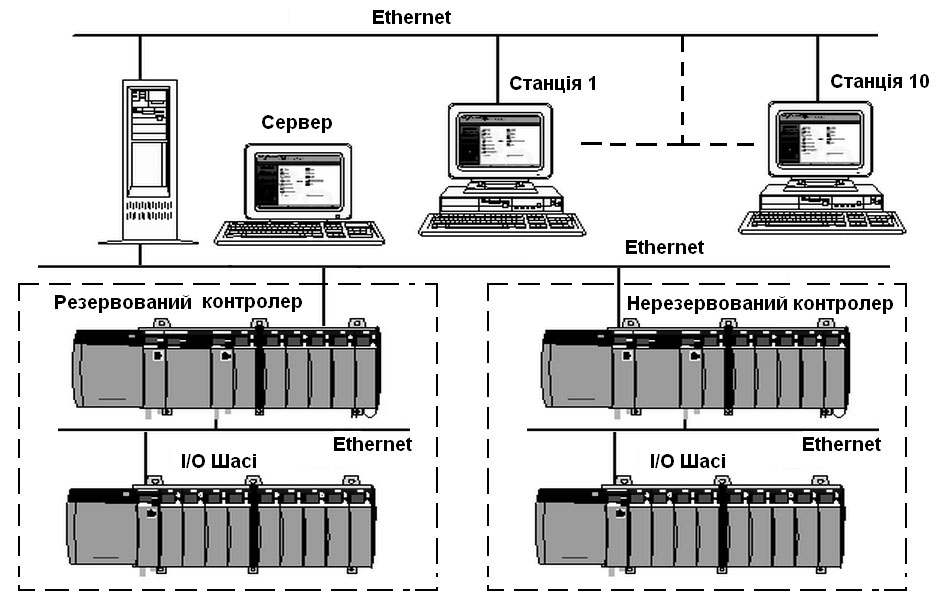 Ethernet
Станція 1
Станція 10
Сервер
Ethernet
Резервований контролер
Нерезервований контролер
Ethernet
Ethernet
I/O Шасі
I/O Шасі